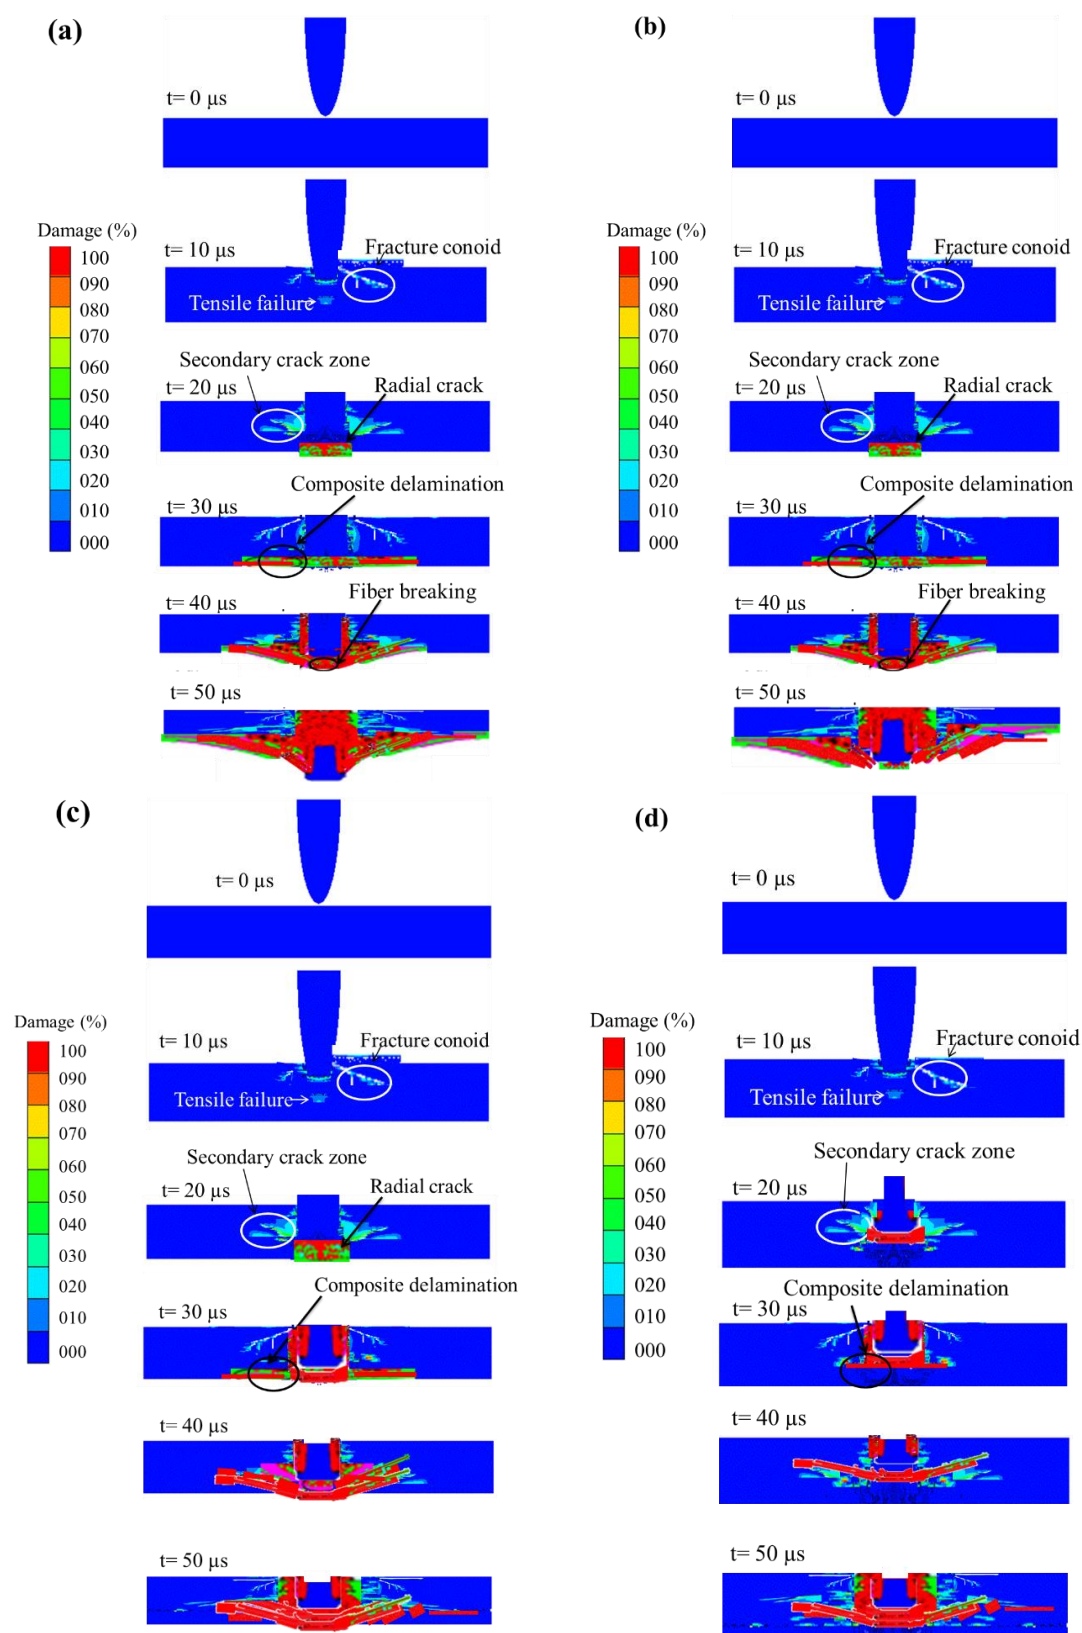 (a)
t= 0 µs
Damage (%)
100
090
080
070
060
050
040
030
020
010
000
t= 10 µs
Fracture conoid
Tensile failure
Secondary crack zone
t= 20 µs
Radial crack
Composite delamination
t= 30 µs
Fiber breaking
t= 40 µs
t= 50 µs
(b)
t= 0 µs
Damage (%)
100
090
080
070
060
050
040
030
020
010
000
t= 10 µs
Fracture conoid
Tensile failure
Secondary crack zone
t= 20 µs
Radial crack
Composite delamination
t= 30 µs
Fiber breaking
t= 40 µs
t= 50 µs
(c)
t= 0 µs
Damage (%)
100
090
080
070
060
050
040
030
020
010
000
t= 10 µs
Fracture conoid
Tensile failure
Secondary crack zone
t= 20 µs
Radial crack
Composite delamination
t= 30 µs
t= 40 µs
t= 50 µs
(d)
t= 0 µs
Damage (%)
100
090
080
070
060
050
040
030
020
010
000
t= 10 µs
Fracture conoid
Tensile failure
Secondary crack zone
t= 20 µs
Composite delamination
t= 30 µs
t= 40 µs
t= 50 µs